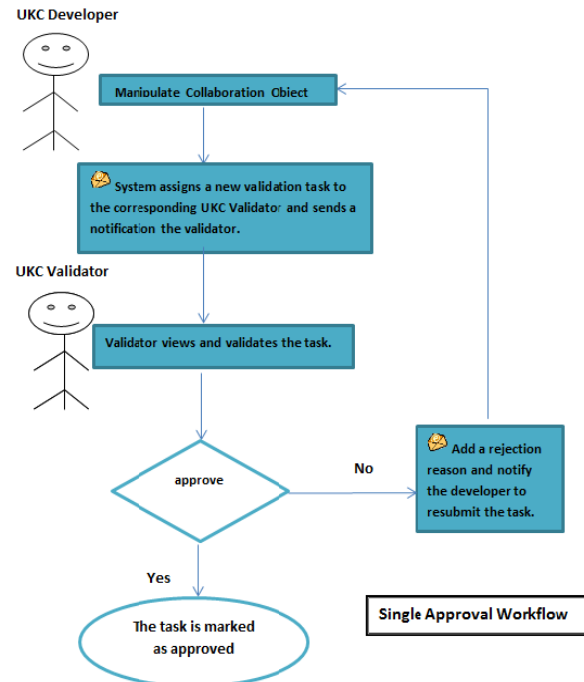 UKC Developer
Manipulate Collaboration Object
System assigns a new validation task to
the corresponding UKC Validator and sends a
notification the validator.
UKC Validator
Validator views and validates the task.
approve
No
Add a rejection
reason and notify
the developer to
resubmit the task.
Yes
The task is marked
as approved
Single Approval Workflow